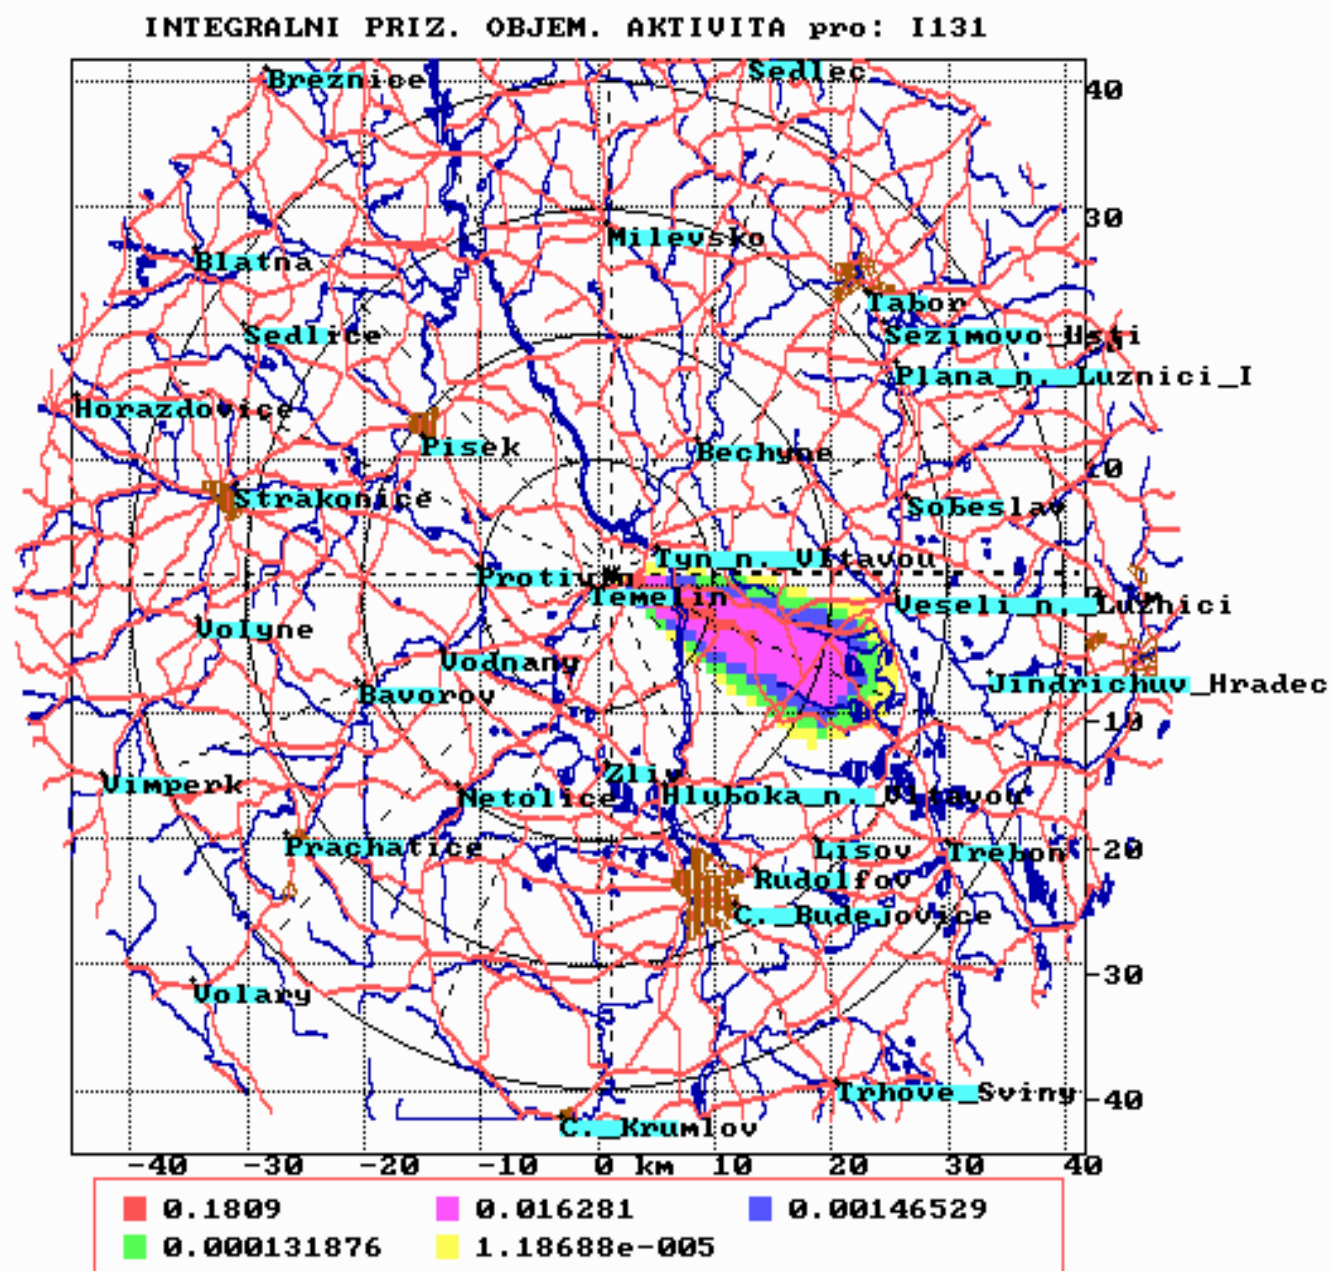 INTEGRALNI PRIZ. OBJEM. AKTIVITA pro: I131
Breznice
Sedlec
40
30
Milevsko
Blatna
Tabor
Sedlice
Sezimovo_Usti
Plana_n._Luznici_I
Horazdovice
Pisek
Bechyne
10
Strakonice
Sobeslav
Tyn_n._Vltavou
Protivin
Temelin
Veseli_n._Luznici
Volyne
Vodnany
Jindrichuv_Hradec
Bavorov
-10
Vimperk
Zliv
Netolice
Hluboka_n._Vltavou
Prachatice
Lisov
Trebon
-20
Rudolfov
C._Budejovice
-30
Volary
Trhove_Sviny
-40
C._Krumlov
-40 -30 -20 -10 0 km 10 20 30 40
0.1809 0.016281 0.00146529
0.000131876 1.18688e-005